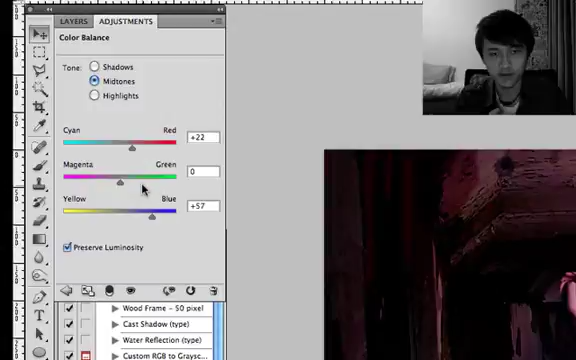 LAYERS ADJUSTMENTS
Color Balance
Tone: Shadows
Midtones
Highlights
Cyan Red +22
Magenta Green 0
Yellow Blue +57
Preserve Luminosity
Wood Frame – 50 pixel
Cast Shadow (type)
Water Reflection (type)
Custom RGB to Graysc...